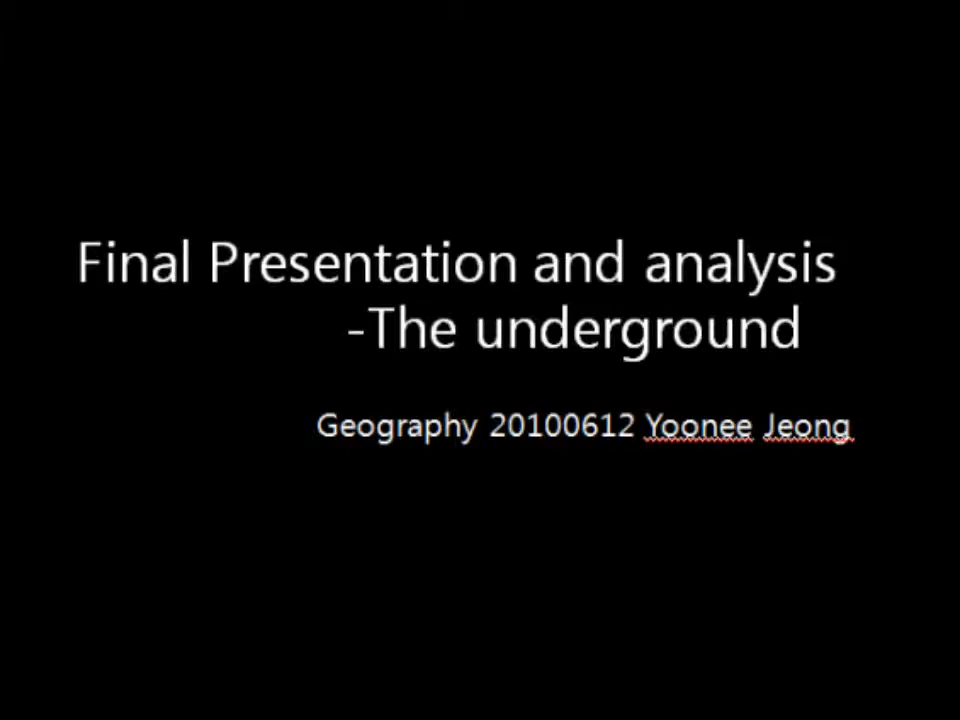 Final Presentation and analysis
-The underground
Geography 20100612 Yoonee Jeong